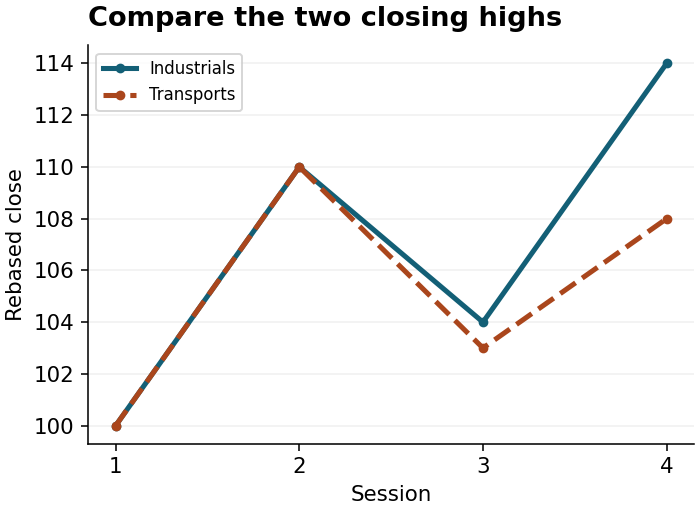 Compare the two closing highs
Industrials
Transports
114
112
110
108
106
104
102
100
Rebased close
1 2 3 4
Session